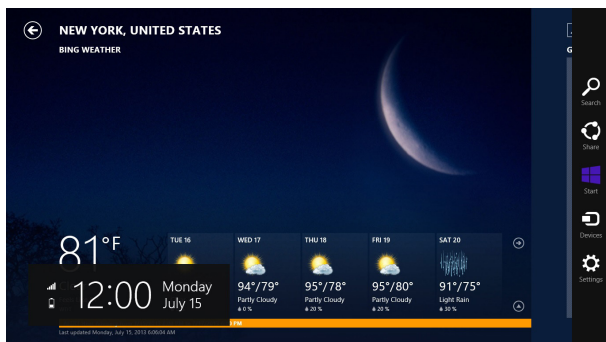 NEW YORK, UNITED STATES
BING WEATHER
G
Search
Share
Start
Devices
Settings
81°F
TUE 16
WED 17
THU 18
FRI 19
SAT 20
94°/79°
95°/78°
95°/80°
91°/75°
Partly Cloudy
Partly Cloudy
Partly Cloudy
Light Rain
0 %
20 %
20 %
30 %
12:00
Monday
July 15
PM
Last updated Monday, July 15, 2013 6:06:04 AM